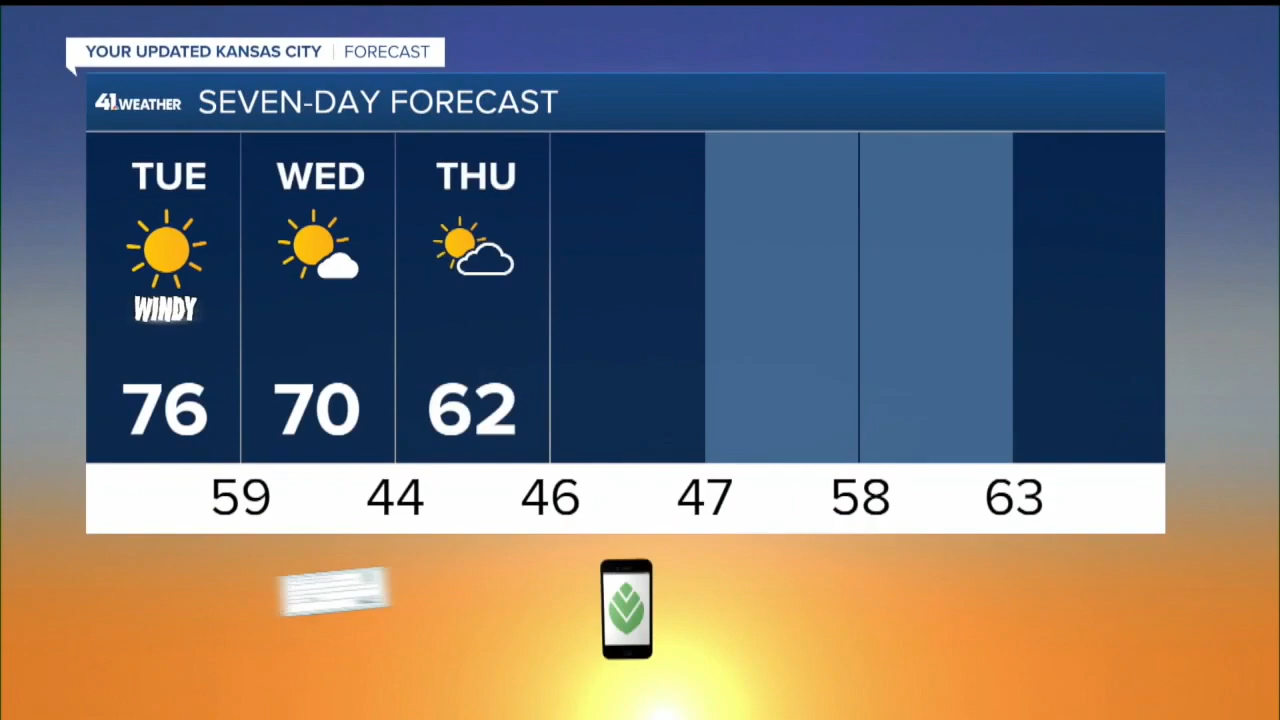 YOUR UPDATED KANSAS CITY | FORECAST
41 WEATHER SEVEN-DAY FORECAST
TUE WED THU
WINDY
76 70 62
59 44 46 47 58 63